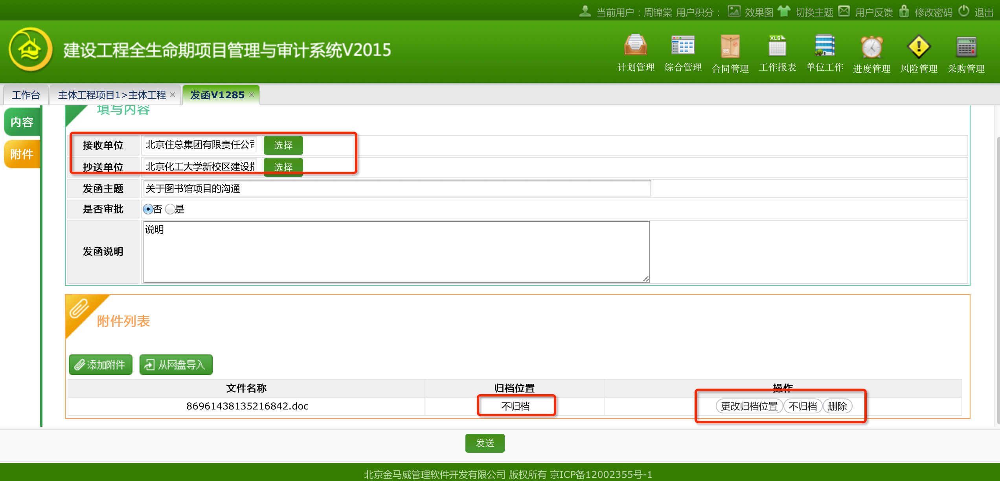 当前用户：周锦棠 用户积分： 效果图 切换主题 用户反馈 修改密码 退出
建设工程全生命期项目管理与审计系统V2015
计划管理 综合管理 合同管理 工作报表 单位工作 进度管理 风险管理 采购管理
工作台 主体工程项目1>主体工程 发函V1285
内容
附件
填写内容
接收单位 北京住总集团有限责任公司 选择
抄送单位 北京化工大学新校区建设指 选择
发函主题 关于图书馆项目的沟通
是否审批 否 是
发函说明 说明
附件列表
添加附件 从网盘导入
文件名称 归档位置 操作
86961438135216842.doc 不归档 更改归档位置 不归档 删除
发送
北京金马威管理软件开发有限公司 版权所有 京ICP备12002355号-1